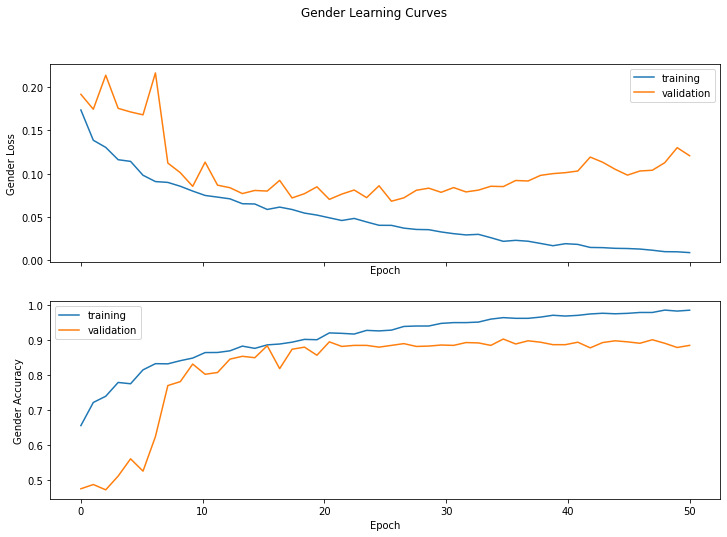 Gender Learning Curves
0.20
0.15
0.10
0.05
0.00
Gender Loss
training
validation
Epoch
1.0
0.9
0.8
0.7
0.6
0.5
Gender Accuracy
training
validation
0 10 20 30 40 50
Epoch